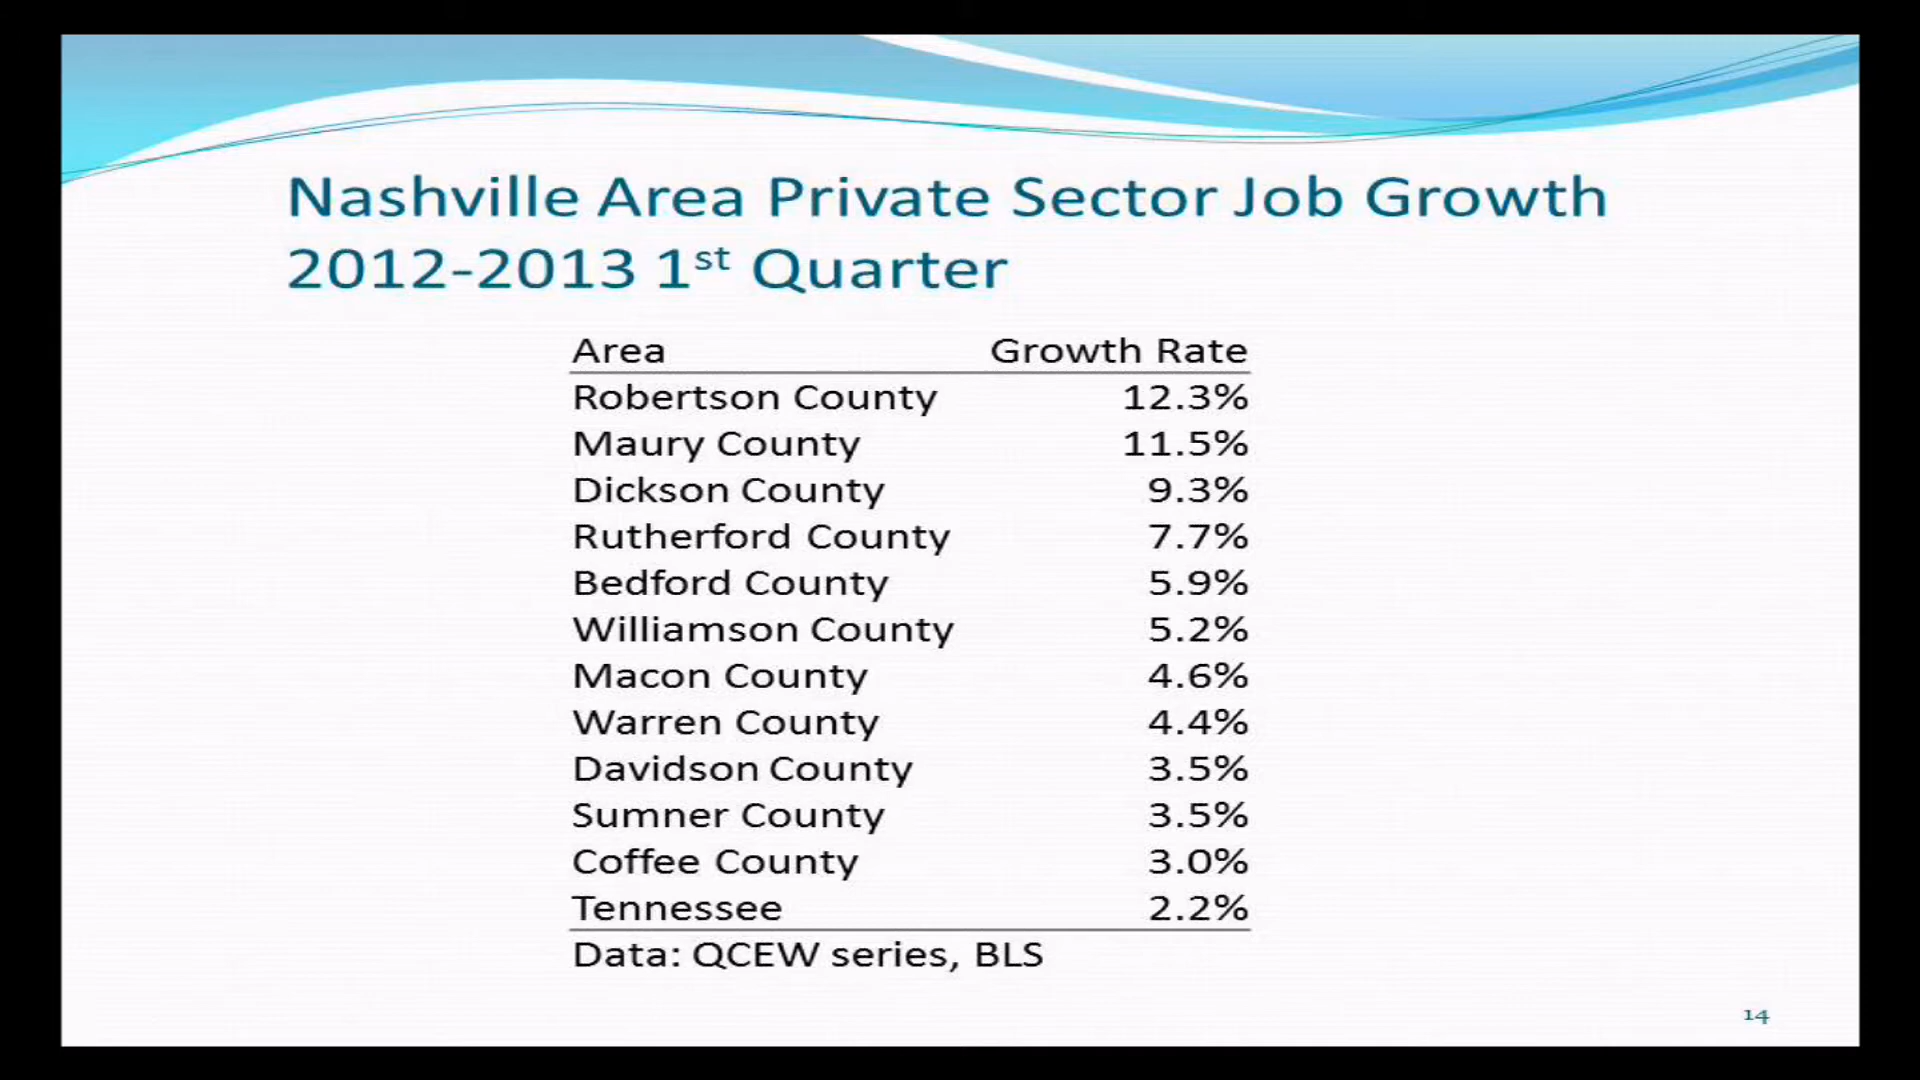 Nashville Area Private Sector Job Growth
2012-2013 1st Quarter
Area Growth Rate
Robertson County 12.3%
Maury County 11.5%
Dickson County 9.3%
Rutherford County 7.7%
Bedford County 5.9%
Williamson County 5.2%
Macon County 4.6%
Warren County 4.4%
Davidson County 3.5%
Sumner County 3.5%
Coffee County 3.0%
Tennessee 2.2%
Data: QCEW series, BLS
14